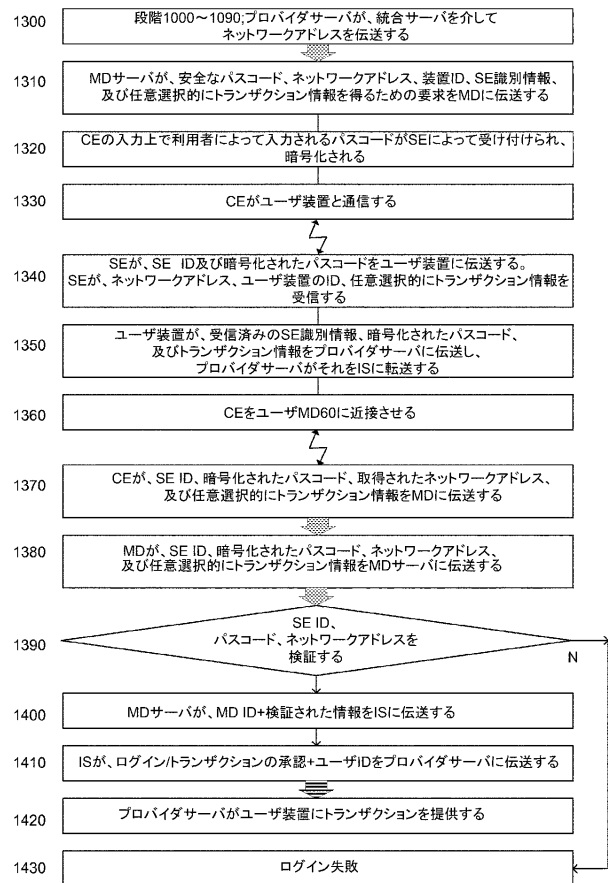 1300
段階1000~1090;プロバイダサーバが、統合サーバを介して
ネットワークアドレスを伝送する
1310
MDサーバが、安全なパスコード、ネットワークアドレス、装置ID、SE識別情報、
及び任意選択的にトランザクション情報を得るための要求をMDに伝送する
1320
CEの入力上で利用者によって入力されるパスコードがSEによって受け付けられ、
暗号化される
1330
CEがユーザ装置と通信する
1340
SEが、SE ID及び暗号化されたパスコードをユーザ装置に伝送する。
SEが、ネットワークアドレス、ユーザ装置のID、任意選択的にトランザクション情報を
受信する
1350
ユーザ装置が、受信済みのSE識別情報、暗号化されたパスコード、
及びトランザクション情報をプロバイダサーバに伝送し、
プロバイダサーバがそれをISに転送する
1360
CEをユーザMD60に近接させる
1370
CEが、SE ID、暗号化されたパスコード、取得されたネットワークアドレス、
及び任意選択的にトランザクション情報をMDに伝送する
1380
MDが、SE ID、暗号化されたパスコード、ネットワークアドレス、
及び任意選択的にトランザクション情報をMDサーバに伝送する
1390
SE ID、
パスコード、ネットワークアドレスを
検証する
N
1400
MDサーバが、MD ID+検証された情報をISに伝送する
1410
ISが、ログイン/トランザクションの承認+ユーザIDをプロバイダサーバに伝送する
1420
プロバイダサーバがユーザ装置にトランザクションを提供する
1430
ログイン失敗